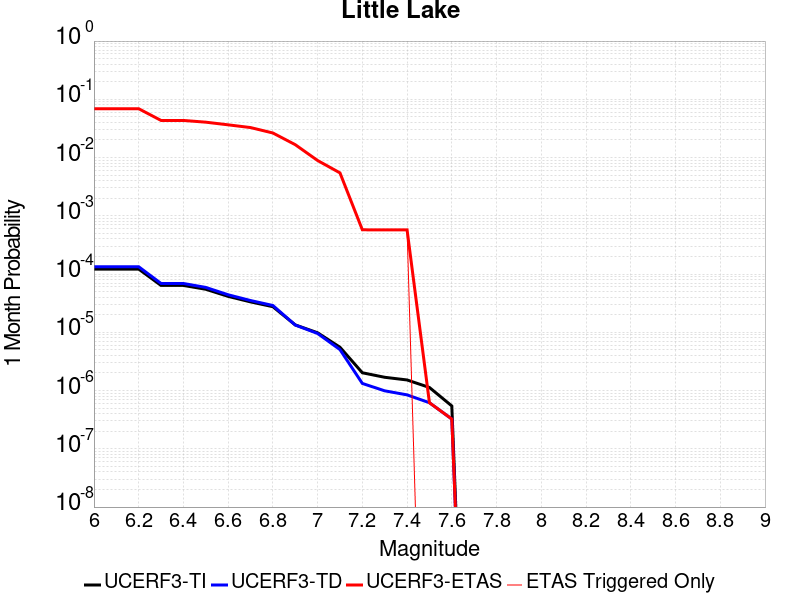 Little Lake
10^0
10^-1
10^-2
10^-3
10^-4
10^-5
10^-6
10^-7
10^-8
1 Month Probability
6 6.2 6.4 6.6 6.8 7 7.2 7.4 7.6 7.8 8 8.2 8.4 8.6 8.8 9
Magnitude
UCERF3-TI UCERF3-TD UCERF3-ETAS ETAS Triggered Only